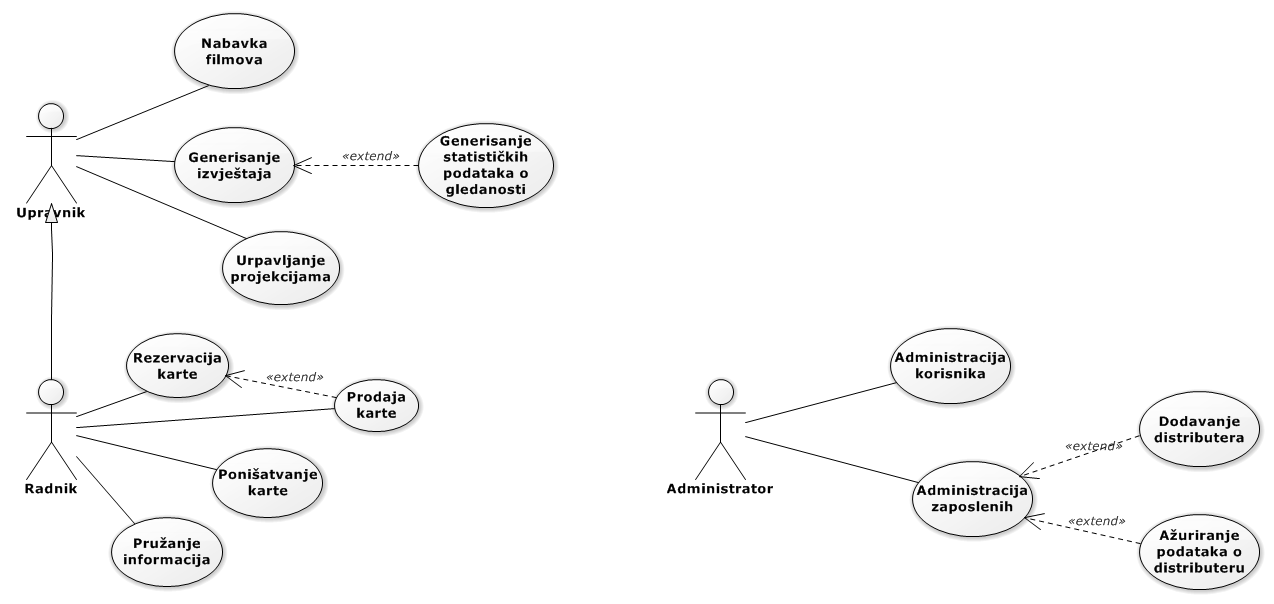 Nabavka
filmova
Generisanje
izvještaja
«extend»
Generisanje
statističkih
podataka o
gledanosti
Upravnik
Urpavljanje
projekcijama
Rezervacija
karte
«extend»
Prodaja
karte
Radnik
Ponišatvanje
karte
Pružanje
informacija
Administracija
korisnika
Administrator
Administracija
zaposlenih
«extend»
Dodavanje
distributera
«extend»
Ažuriranje
podataka o
distributeru